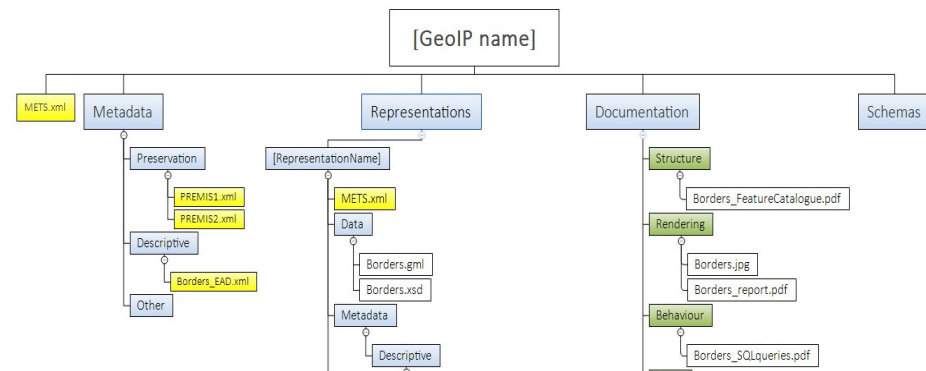 [GeoIP name]
METS.xml
Metadata
Representations
Documentation
Schemas
Preservation
PREMIS1.xml
PREMIS2.xml
Descriptive
Borders_EAD.xml
Other
[RepresentationName]
METS.xml
Data
Borders.gml
Borders.xsd
Metadata
Descriptive
Structure
Borders_FeatureCatalogue.pdf
Rendering
Borders.jpg
Borders_report.pdf
Behaviour
Borders_SQLqueries.pdf